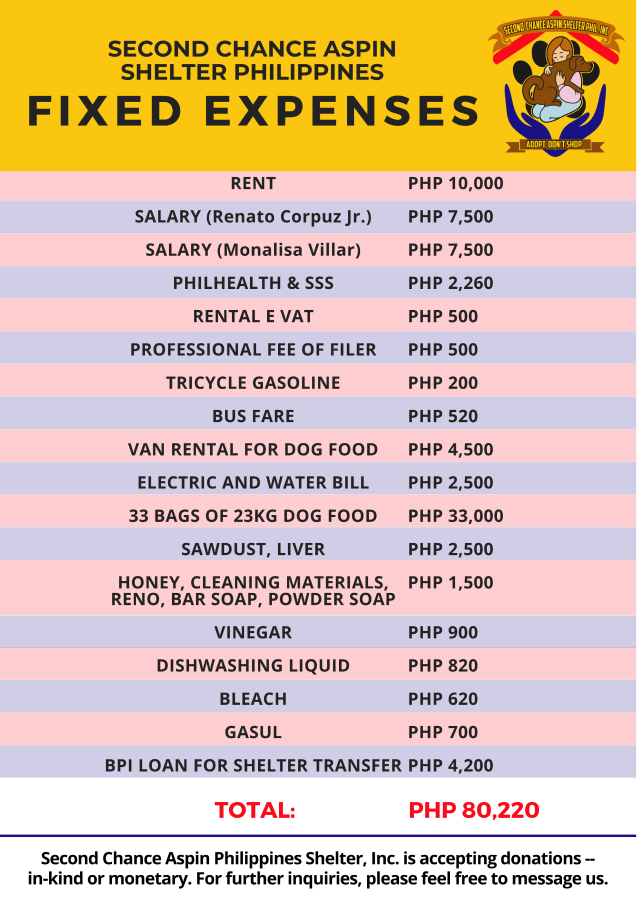 SECOND CHANCE ASPIN SHELTER PHIL. INC.
ADOPT, DON'T SHOP
SECOND CHANCE ASPIN
SHELTER PHILIPPINES
FIXED EXPENSES
RENT PHP 10,000
SALARY (Renato Corpuz Jr.) PHP 7,500
SALARY (Monalisa Villar) PHP 7,500
PHILHEALTH & SSS PHP 2,260
RENTAL E VAT PHP 500
PROFESSIONAL FEE OF FILER PHP 500
TRICYCLE GASOLINE PHP 200
BUS FARE PHP 520
VAN RENTAL FOR DOG FOOD PHP 4,500
ELECTRIC AND WATER BILL PHP 2,500
33 BAGS OF 23KG DOG FOOD PHP 33,000
SAWDUST, LIVER PHP 2,500
HONEY, CLEANING MATERIALS, PHP 1,500
RENO, BAR SOAP, POWDER SOAP
VINEGAR PHP 900
DISHWASHING LIQUID PHP 820
BLEACH PHP 620
GASUL PHP 700
BPI LOAN FOR SHELTER TRANSFER PHP 4,200
TOTAL: PHP 80,220
Second Chance Aspin Philippines Shelter, Inc. is accepting donations --
in-kind or monetary. For further inquiries, please feel free to message us.